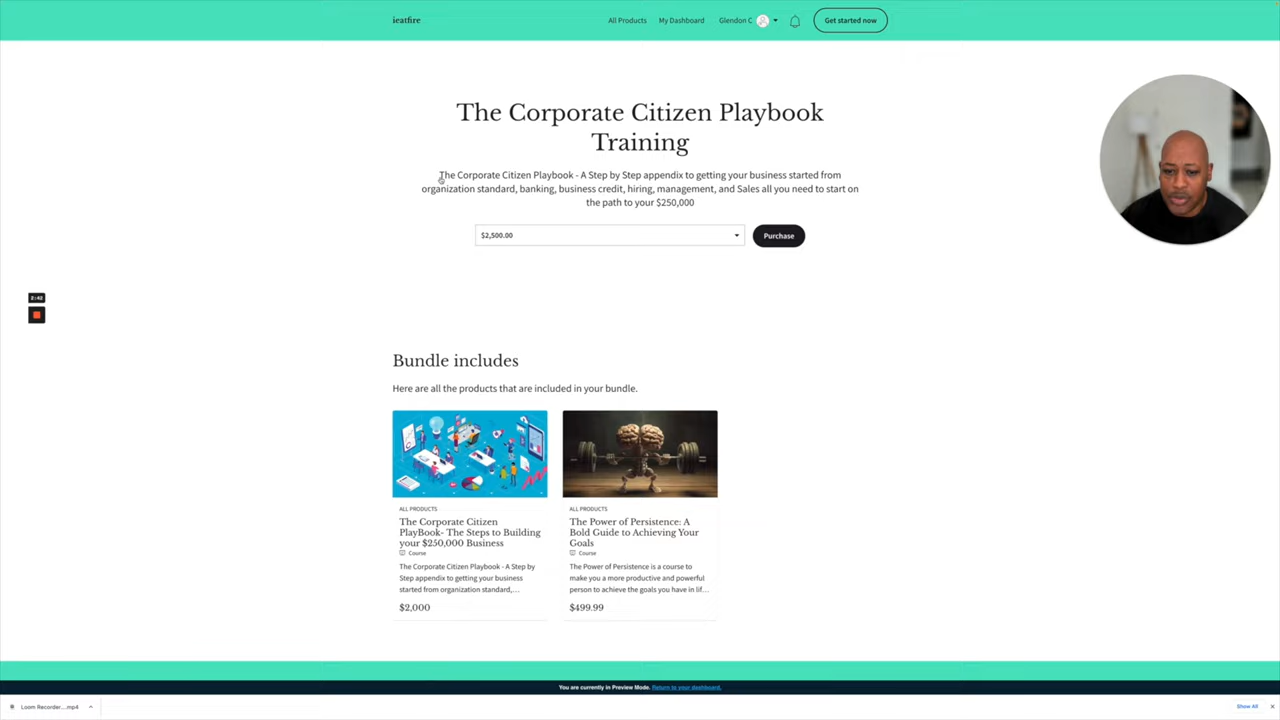 ieatfire
All Products
My Dashboard
Glendon C
Get started now
The Corporate Citizen Playbook
Training
The Corporate Citizen Playbook - A Step by Step appendix to getting your business started from
organization standard, banking, business credit, hiring, management, and Sales all you need to start on
the path to your $250,000
$2,500.00
Purchase
2:42
Bundle includes
Here are all the products that are included in your bundle.
ALL PRODUCTS
The Corporate Citizen
PlayBook- The Steps to Building
your $250,000 Business
Course
The Corporate Citizen Playbook - A Step by
Step appendix to getting your business
started from organization standard,...
$2,000
ALL PRODUCTS
The Power of Persistence: A
Bold Guide to Achieving Your
Goals
Course
The Power of Persistence is a course to
make you a more productive and powerful
person to achieve the goals you have in lif...
$499.99
You are currently in Preview Mode. Return to your dashboard.
Loom Recorder....mp4
Show All